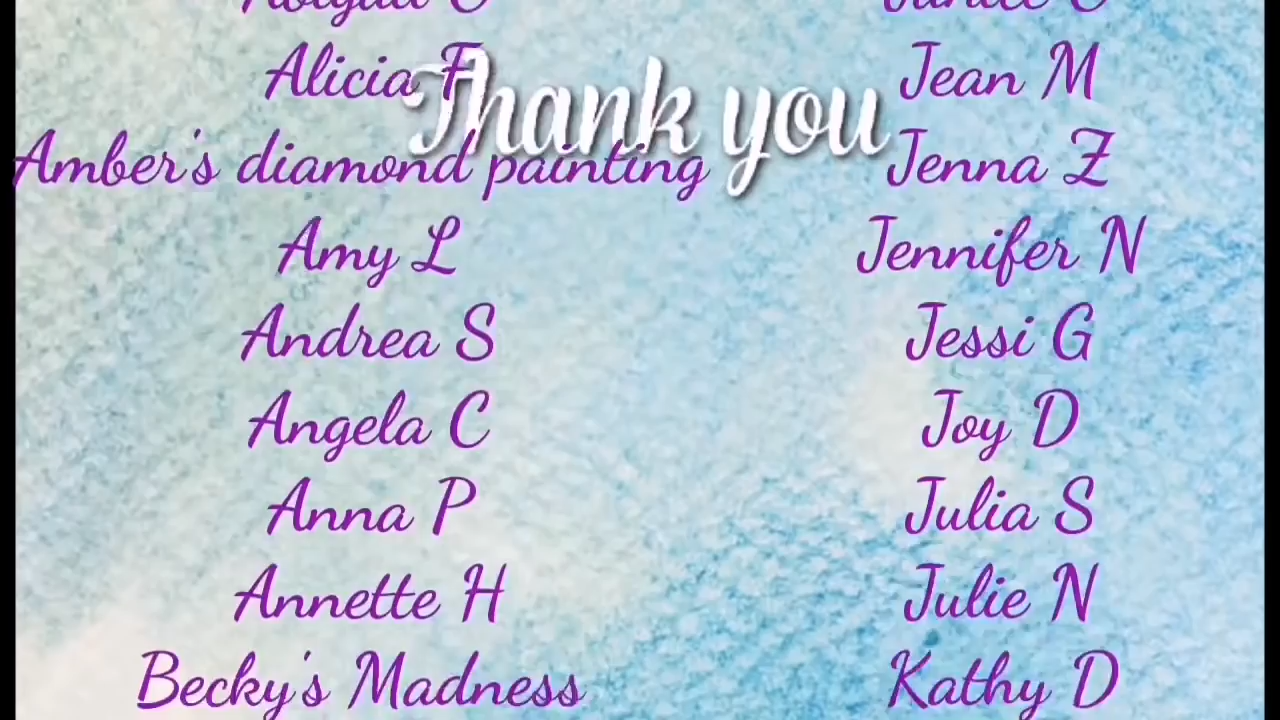 Thank you
Alicia F
Amber's diamond painting
Amy L
Andrea S
Angela C
Anna P
Annette H
Becky's Madness
Jean M
Jenna Z
Jennifer N
Jessi G
Joy D
Julia S
Julie N
Kathy D